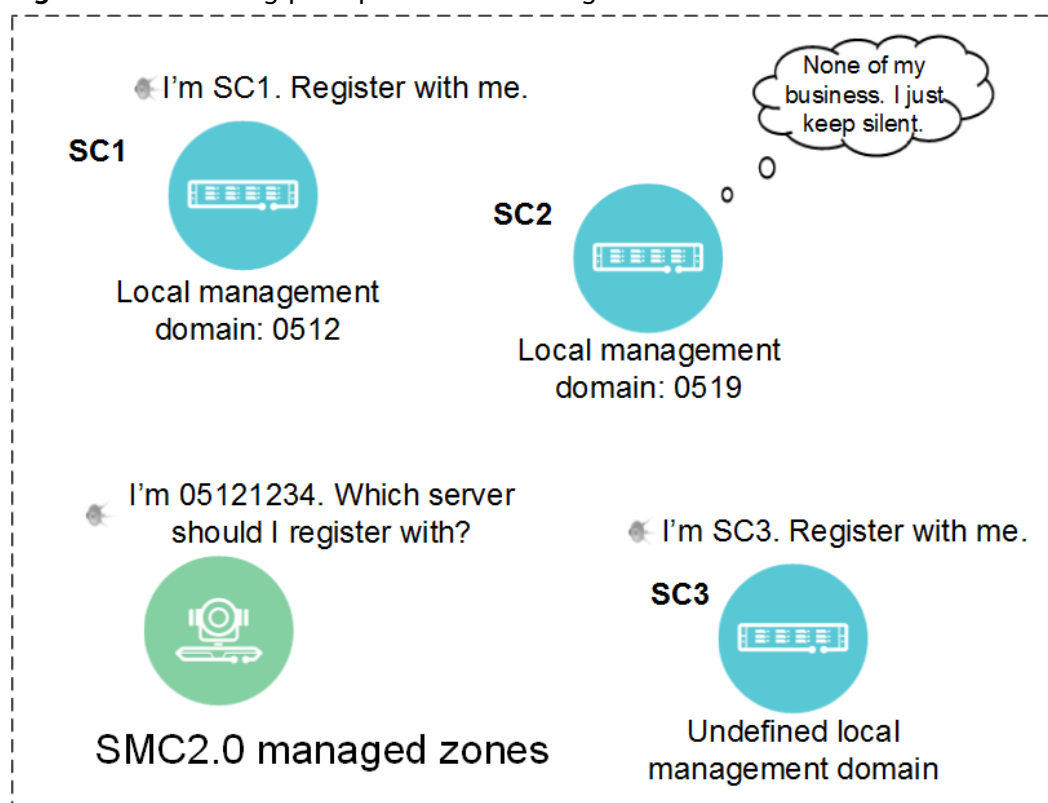 I'm SC1. Register with me.
None of my
business. I just
keep silent.
SC1
SC2
Local management
domain: 0512
Local management
domain: 0519
I'm 05121234. Which server
should I register with?
I'm SC3. Register with me.
SC3
SMC2.0 managed zones
Undefined local
management domain